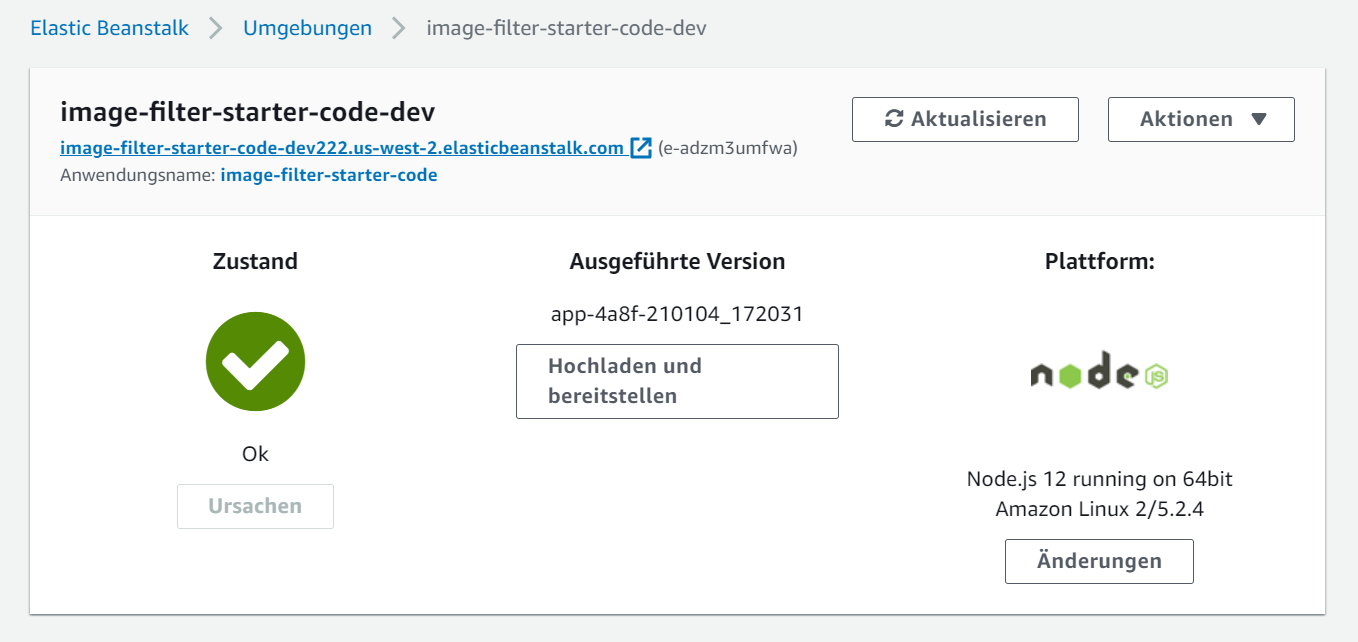 Elastic Beanstalk > Umgebungen > image-filter-starter-code-dev
image-filter-starter-code-dev
Aktualisieren
Aktionen
image-filter-starter-code-dev222.us-west-2.elasticbeanstalk.com (e-adzm3umfwa)
Anwendungsname: image-filter-starter-code
Zustand
Ok
Ursachen
Ausgeführte Version
app-4a8f-210104_172031
Hochladen und
bereitstellen
Plattform:
node JS
Node.js 12 running on 64bit
Amazon Linux 2/5.2.4
Änderungen